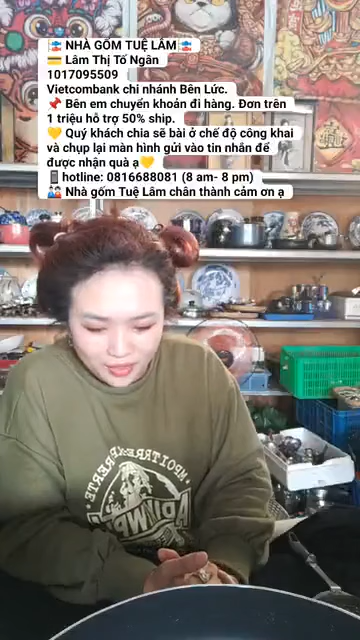 🎏 NHÀ GỐM TUỆ LÂM🎏
💳 Lâm Thị Tố Ngân
1017095509
Vietcombank chi nhánh Bên Lức.
📌 Bên em chuyển khoản đi hàng. Đơn trên
1 triệu hỗ trợ 50% ship.
💛 Quý khách chia sẽ bài ở chế độ công khai
và chụp lại màn hình gửi vào tin nhắn để
được nhận quà ạ💛
📱hotline: 0816688081 (8 am- 8 pm)
🎎 Nhà gốm Tuệ Lâm chân thành cảm ơn ạ